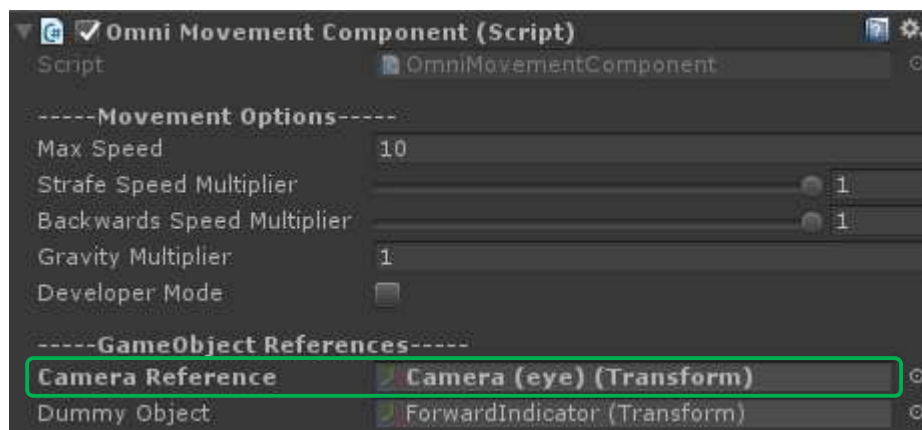 Omni Movement Component (Script)
Script OmniMovementComponent
-----Movement Options-----
Max Speed 10
Strafe Speed Multiplier 1
Backwards Speed Multiplier 1
Gravity Multiplier 1
Developer Mode
-----GameObject References-----
Camera Reference Camera (eye) (Transform)
Dummy Object ForwardIndicator (Transform)